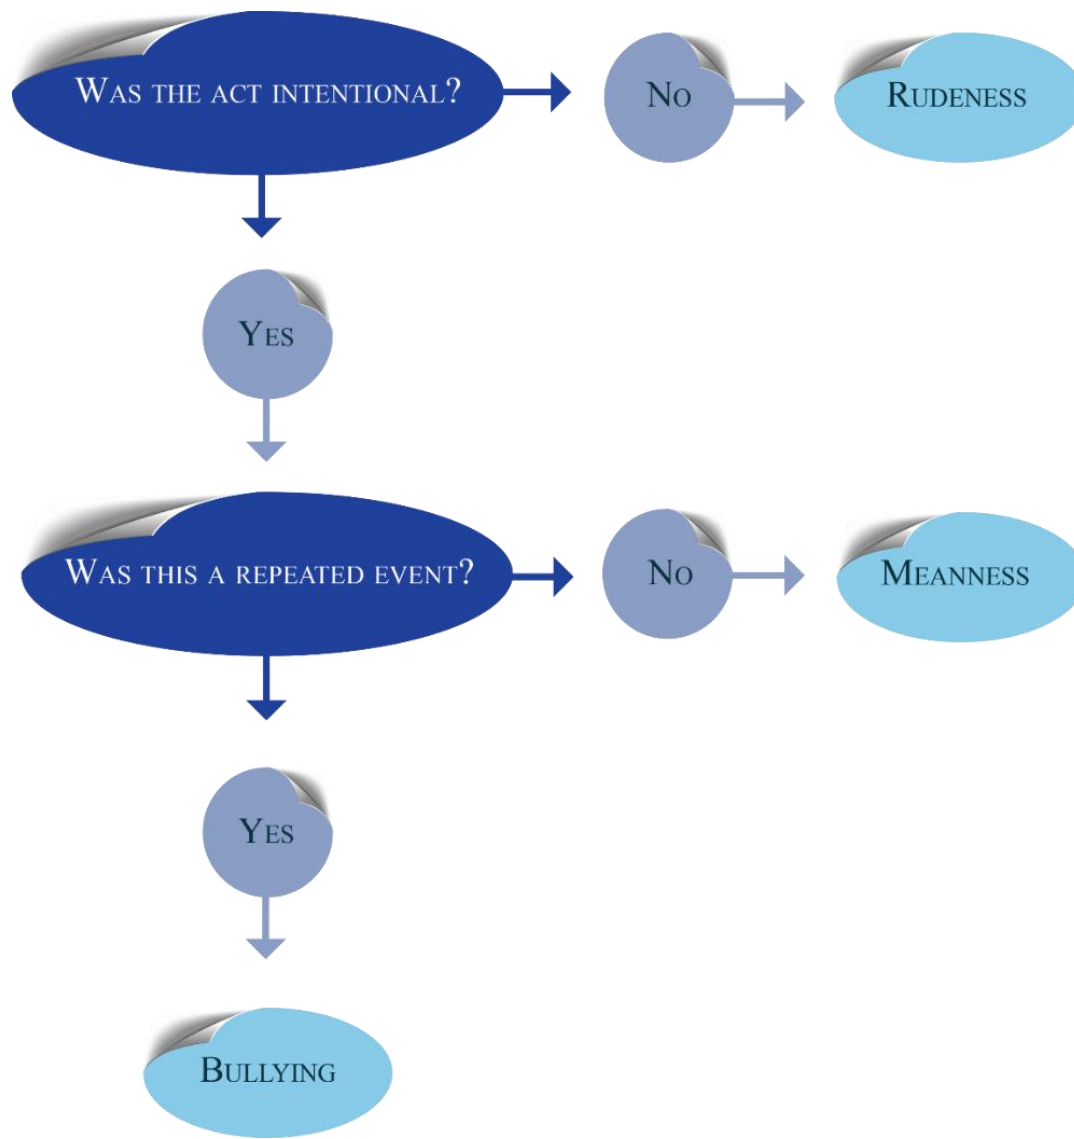 WAS THE ACT INTENTIONAL?
NO
RUDENESS
YES
WAS THIS A REPEATED EVENT?
NO
MEANNESS
YES
BULLYING